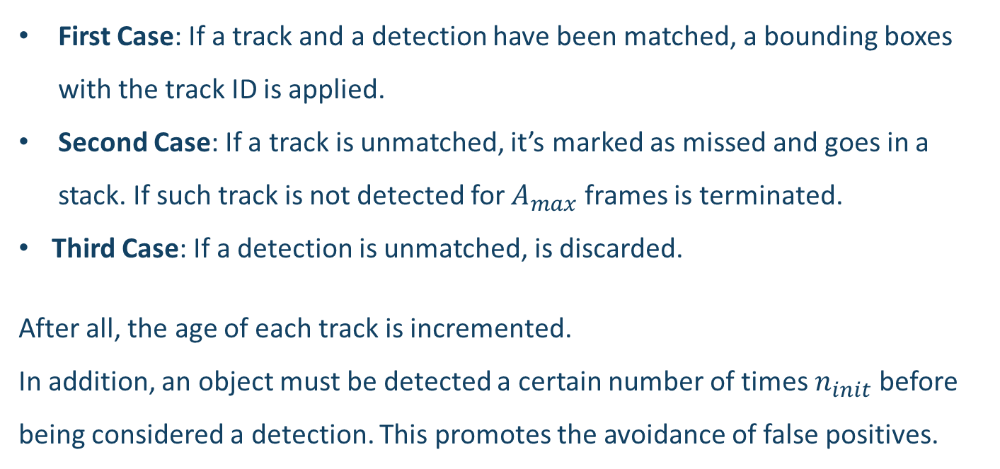 • First Case: If a track and a detection have been matched, a bounding boxes
with the track ID is applied.
• Second Case: If a track is unmatched, it’s marked as missed and goes in a
stack. If such track is not detected for A_max frames is terminated.
• Third Case: If a detection is unmatched, is discarded.
After all, the age of each track is incremented.
In addition, an object must be detected a certain number of times n_init before
being considered a detection. This promotes the avoidance of false positives.